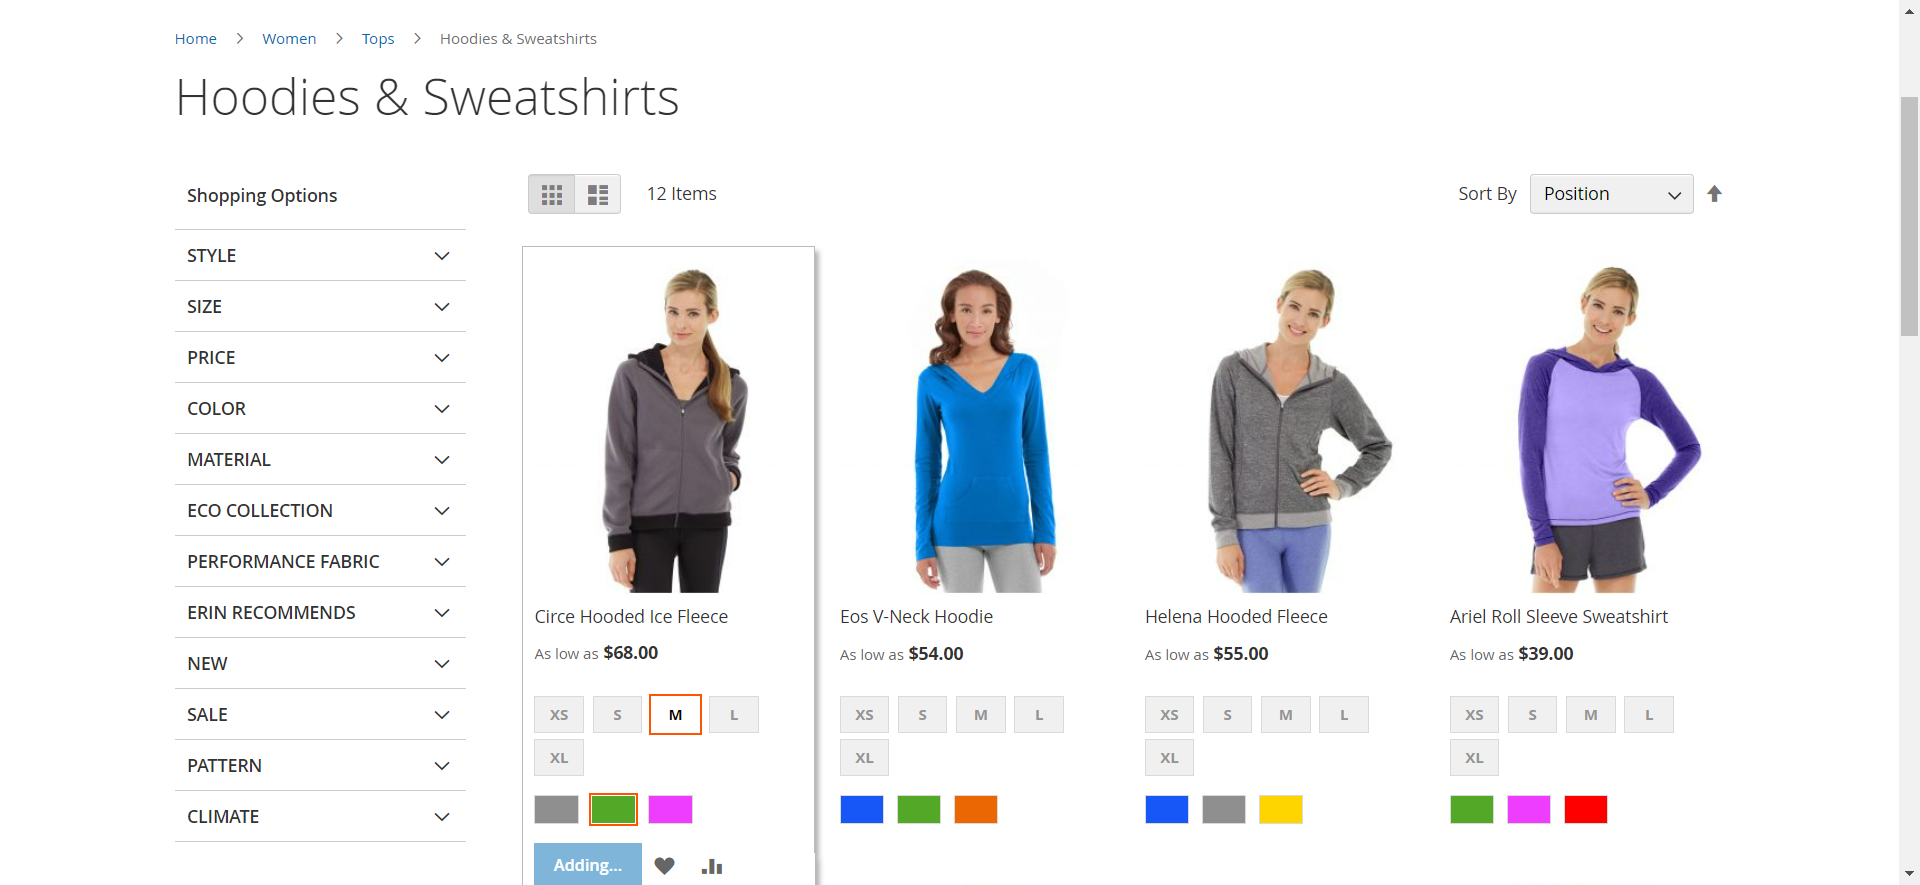 Home > Women > Tops > Hoodies & Sweatshirts
Hoodies & Sweatshirts
Shopping Options
STYLE
SIZE
PRICE
COLOR
MATERIAL
ECO COLLECTION
PERFORMANCE FABRIC
ERIN RECOMMENDS
NEW
SALE
PATTERN
CLIMATE
12 Items
Sort By Position
Circe Hooded Ice Fleece
As low as $68.00
XS S M L
XL
Adding...
Eos V-Neck Hoodie
As low as $54.00
XS S M L
XL
Helena Hooded Fleece
As low as $55.00
XS S M L
XL
Ariel Roll Sleeve Sweatshirt
As low as $39.00
XS S M L
XL